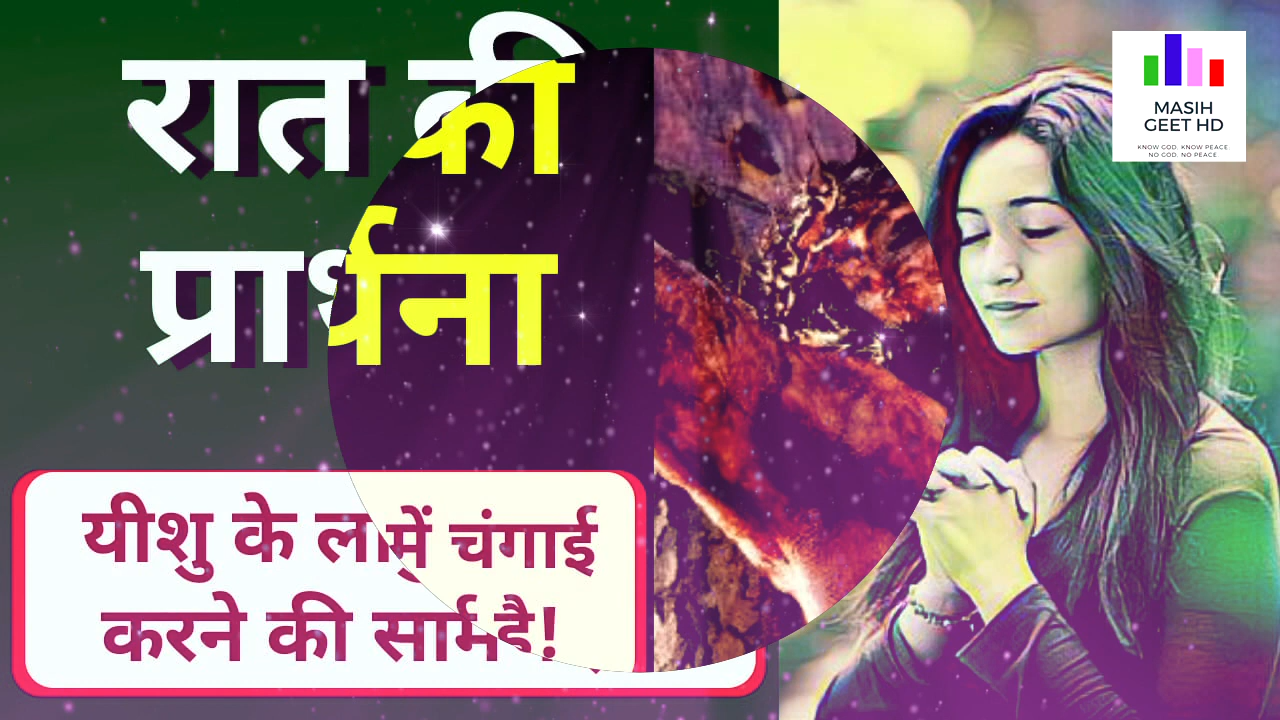 रात की
प्रार्थना
यीशु के
में चंगाई
करने की
है!
MASIH
GEET HD
KNOW GOD. KNOW PEACE.
NO GOD. NO PEACE.